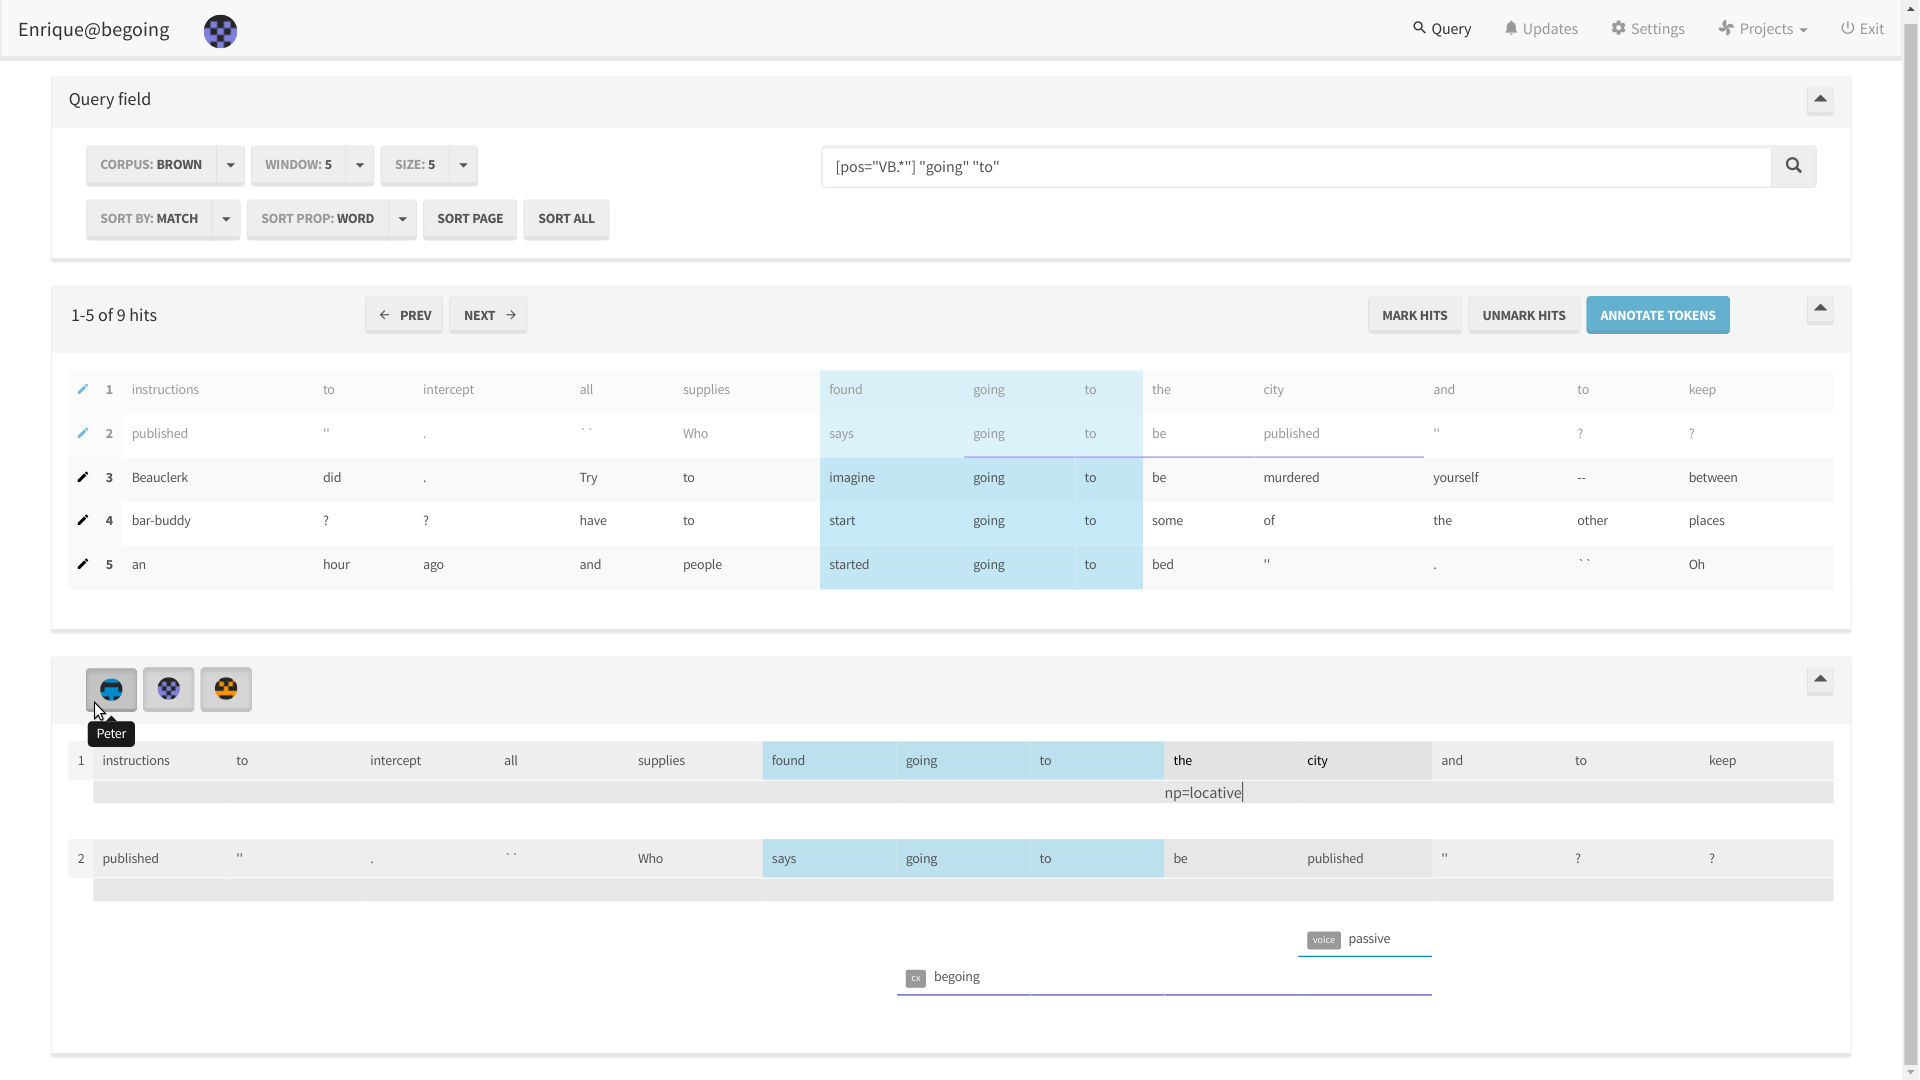 Enrique@begoing Query Updates Settings Projects Exit
Query field
CORPUS: BROWN WINDOW: 5 SIZE: 5 [pos="VB.*"] "going" "to"
SORT BY: MATCH SORT PROP: WORD SORT PAGE SORT ALL
1-5 of 9 hits PREV NEXT MARK HITS UNMARK HITS ANNOTATE TOKENS
1 instructions to intercept all supplies found going to the city and to keep
2 published '' . `` Who says going to be published '' ? ?
3 Beauclerk did . Try to imagine going to be murdered yourself -- between
4 bar-buddy ? ? have to start going to some of the other places
5 an hour ago and people started going to bed '' . `` Oh
Peter
1 instructions to intercept all supplies found going to the city and to keep
np=locative
2 published '' . `` Who says going to be published '' ? ?
voice passive
cx begoing